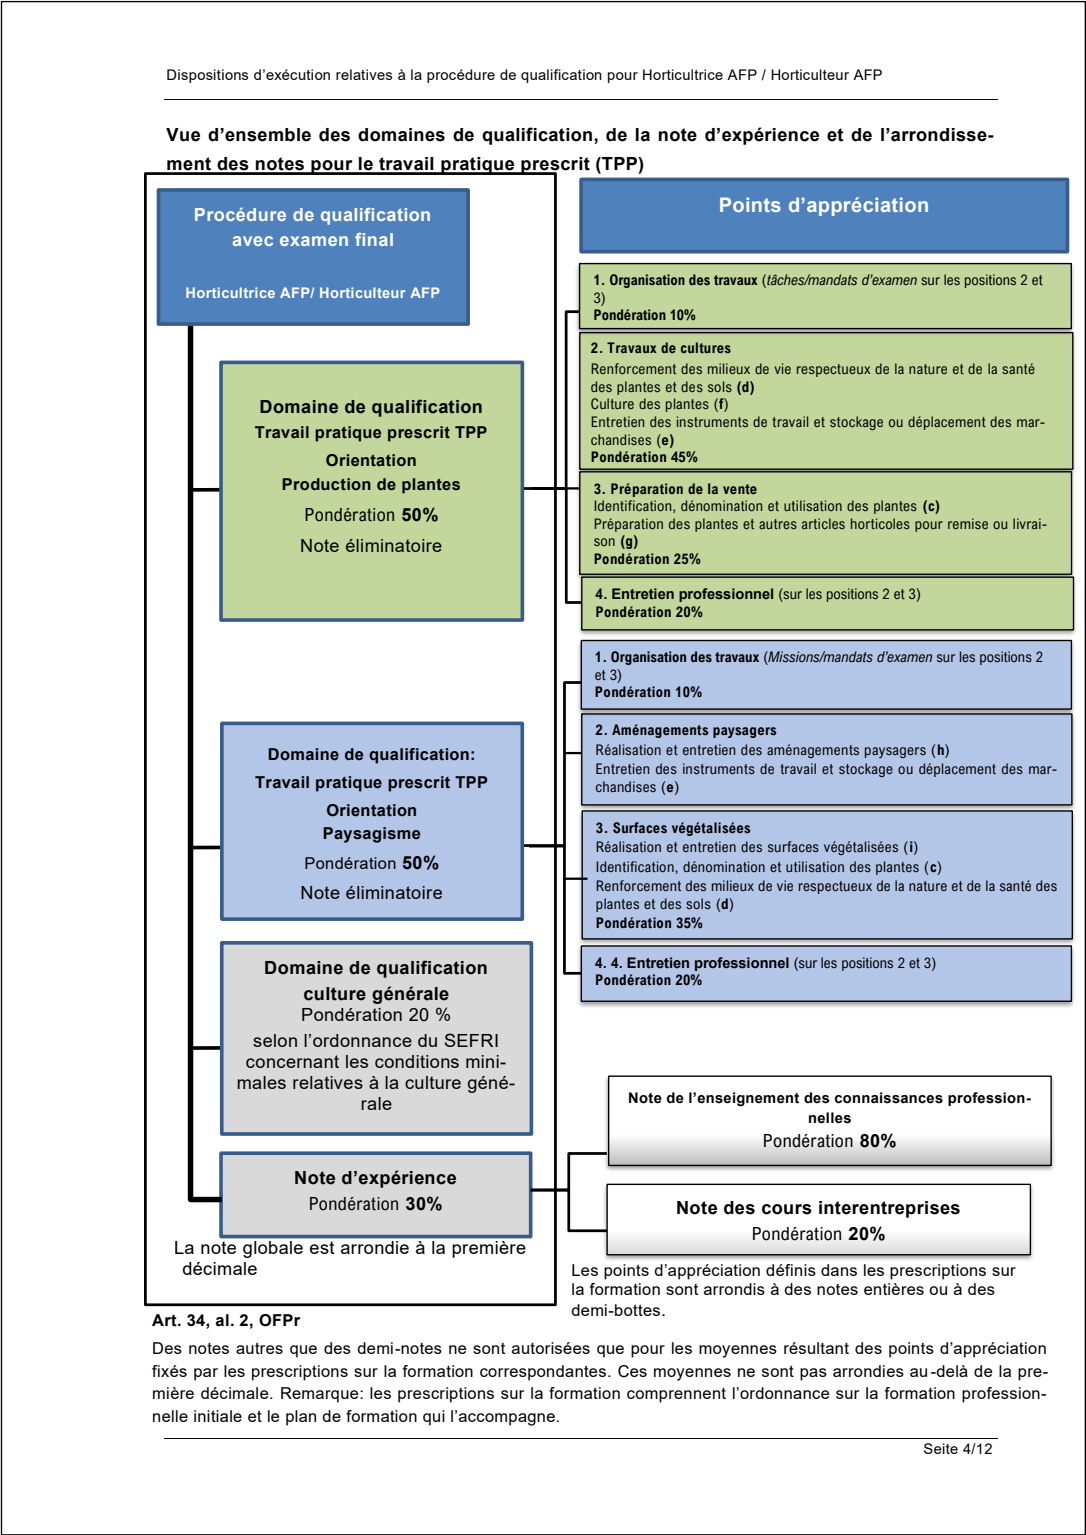 Dispositions d’exécution relatives à la procédure de qualification pour Horticultrice AFP / Horticulteur AFP
Vue d’ensemble des domaines de qualification, de la note d’expérience et de l’arrondisse-
ment des notes pour le travail pratique prescrit (TPP)
Procédure de qualification
avec examen final
Horticultrice AFP/ Horticulteur AFP
Domaine de qualification
Travail pratique prescrit TPP
Orientation
Production de plantes
Pondération 50%
Note éliminatoire
Domaine de qualification:
Travail pratique prescrit TPP
Orientation
Paysagisme
Pondération 50%
Note éliminatoire
Domaine de qualification
culture générale
Pondération 20 %
selon l’ordonnance du SEFRI
concernant les conditions mini-
males relatives à la culture géné-
rale
Note d’expérience
Pondération 30%
La note globale est arrondie à la première
décimale
Points d’appréciation
1. Organisation des travaux (tâches/mandats d’examen sur les positions 2 et
3)
Pondération 10%
2. Travaux de cultures
Renforcement des milieux de vie respectueux de la nature et de la santé
des plantes et des sols (d)
Culture des plantes (f)
Entretien des instruments de travail et stockage ou déplacement des mar-
chandises (e)
Pondération 45%
3. Préparation de la vente
Identification, dénomination et utilisation des plantes (c)
Préparation des plantes et autres articles horticoles pour remise ou livrai-
son (g)
Pondération 25%
4. Entretien professionnel (sur les positions 2 et 3)
Pondération 20%
1. Organisation des travaux (Missions/mandats d’examen sur les positions 2
et 3)
Pondération 10%
2. Aménagements paysagers
Réalisation et entretien des aménagements paysagers (h)
Entretien des instruments de travail et stockage ou déplacement des mar-
chandises (e)
3. Surfaces végétalisées
Réalisation et entretien des surfaces végétalisées (i)
Identification, dénomination et utilisation des plantes (c)
Renforcement des milieux de vie respectueux de la nature et de la santé des
plantes et des sols (d)
Pondération 35%
4. 4. Entretien professionnel (sur les positions 2 et 3)
Pondération 20%
Note de l’enseignement des connaissances profession-
nelles
Pondération 80%
Note des cours interentreprises
Pondération 20%
Les points d’appréciation définis dans les prescriptions sur
la formation sont arrondis à des notes entières ou à des
demi-bottes.
Art. 34, al. 2, OFPr
Des notes autres que des demi-notes ne sont autorisées que pour les moyennes résultant des points d’appréciation
fixés par les prescriptions sur la formation correspondantes. Ces moyennes ne sont pas arrondies au-delà de la pre-
mière décimale. Remarque: les prescriptions sur la formation comprennent l’ordonnance sur la formation profession-
nelle initiale et le plan de formation qui l’accompagne.
Seite 4/12